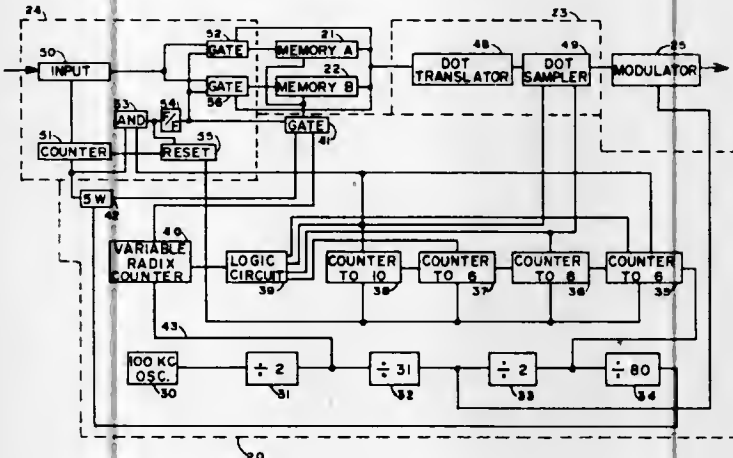 24
23
50
52
21
48
49
25
INPUT
GATE
MEMORY A
DOT
TRANSLATOR
DOT
SAMPLER
MODULATOR
22
GATE
MEMORY B
53
54
56
AND
F/F
55
51
GATE
41
COUNTER
RESET
SW
42
40
VARIABLE
RADIX
COUNTER
LOGIC
CIRCUIT
39
COUNTER
TO 10
38
COUNTER
TO 6
37
COUNTER
TO 8
36
COUNTER
TO 6
35
43
100 KC
OSC.
30
÷ 2
31
÷ 31
32
÷ 2
33
÷ 80
34
20